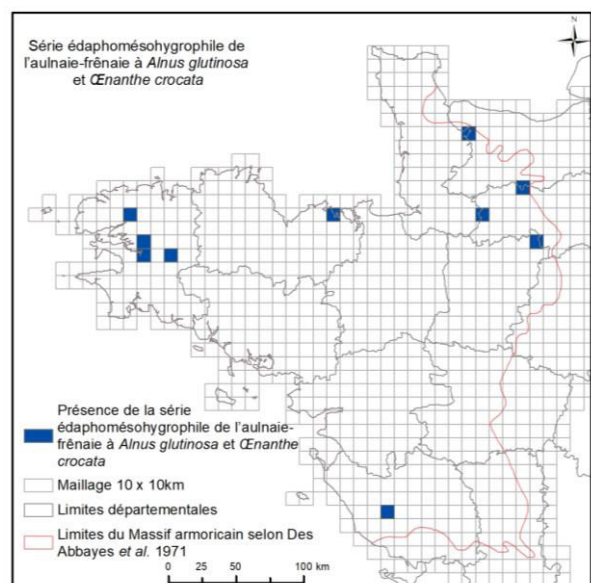 Série édaphomésohygrophile de
l'aulnaie-frênaie à Alnus glutinosa
et Œnanthe crocata
N
Présence de la série
édaphomésohygrophile de l'aulnaie-
frênaie à Alnus glutinosa et Œnanthe
crocata
Maillage 10 x 10km
Limites départementales
Limites du Massif armoricain selon Des
Abbayes et al. 1971
0 25 50 100 km